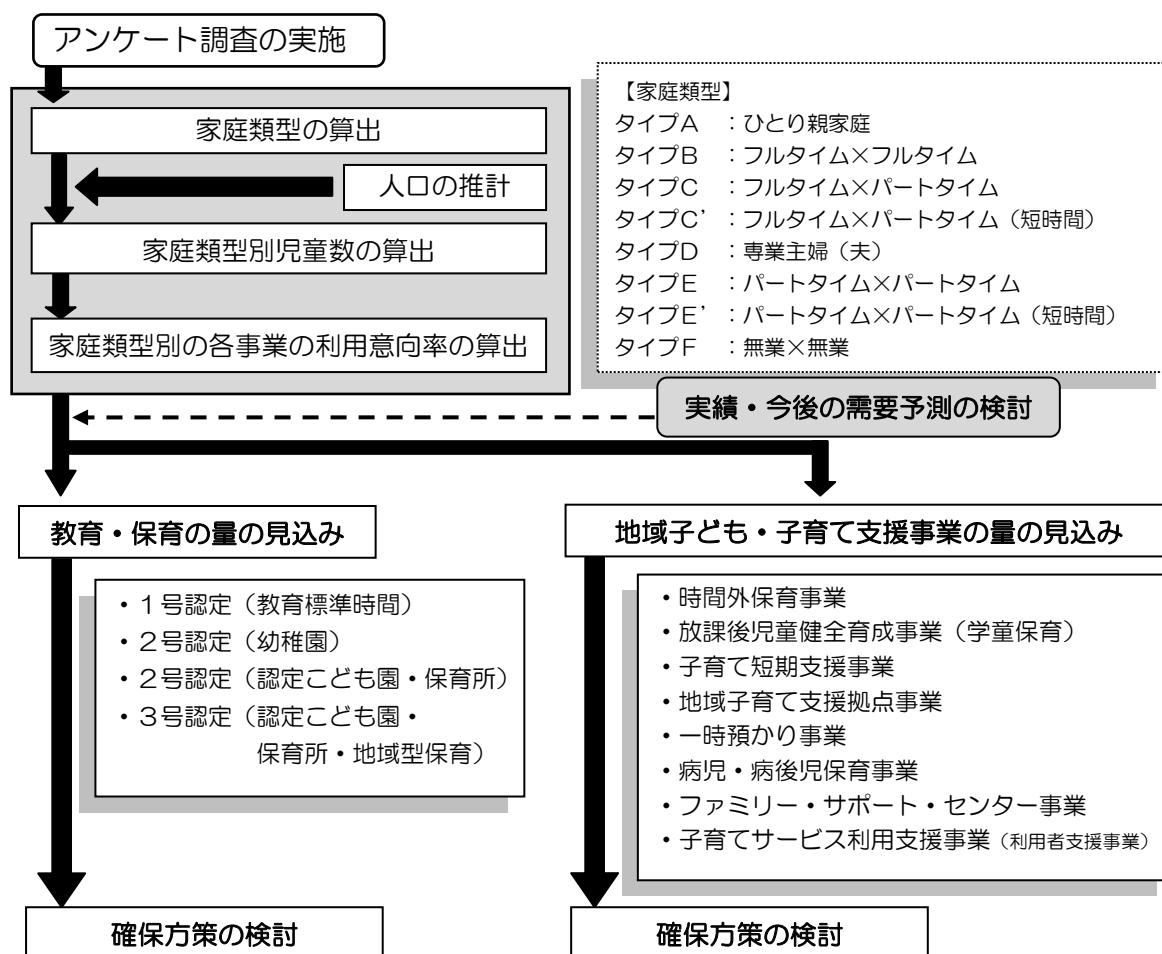 アンケート調査の実施
家庭類型の算出
人口の推計
家庭類型別児童数の算出
家庭類型別の各事業の利用意向率の算出
【家庭類型】
タイプA ：ひとり親家庭
タイプB ：フルタイム×フルタイム
タイプC ：フルタイム×パートタイム
タイプC’ ：フルタイム×パートタイム（短時間）
タイプD ：専業主婦（夫）
タイプE ：パートタイム×パートタイム
タイプE’ ：パートタイム×パートタイム（短時間）
タイプF ：無業×無業
実績・今後の需要予測の検討
教育・保育の量の見込み
・１号認定（教育標準時間）
・２号認定（幼稚園）
・２号認定（認定こども園・保育所）
・３号認定（認定こども園・
保育所・地域型保育）
確保方策の検討
地域子ども・子育て支援事業の量の見込み
・時間外保育事業
・放課後児童健全育成事業（学童保育）
・子育て短期支援事業
・地域子育て支援拠点事業
・一時預かり事業
・病児・病後児保育事業
・ファミリー・サポート・センター事業
・子育てサービス利用支援事業（利用者支援事業）
確保方策の検討